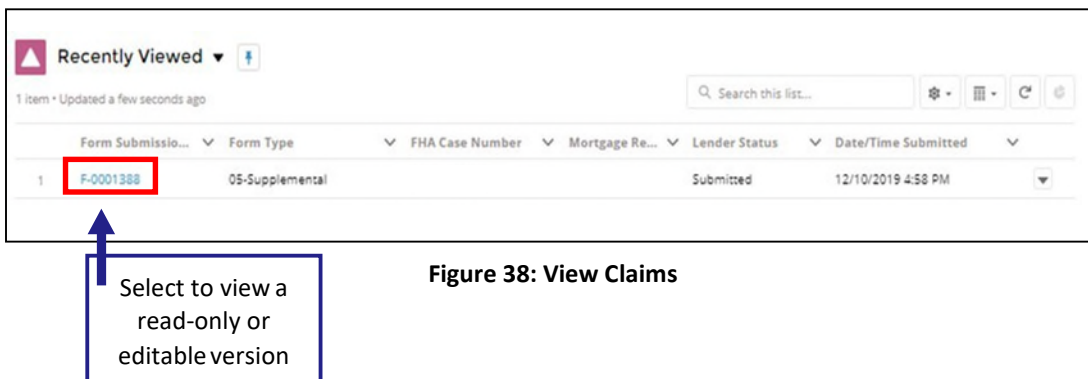 Recently Viewed
1 item • Updated a few seconds ago
Search this list...
Form Submissio... Form Type FHA Case Number Mortgage Re... Lender Status Date/Time Submitted
1 F-0001388 05-Supplemental Submitted 12/10/2019 4:58 PM
Figure 38: View Claims
Select to view a
read-only or
editable version